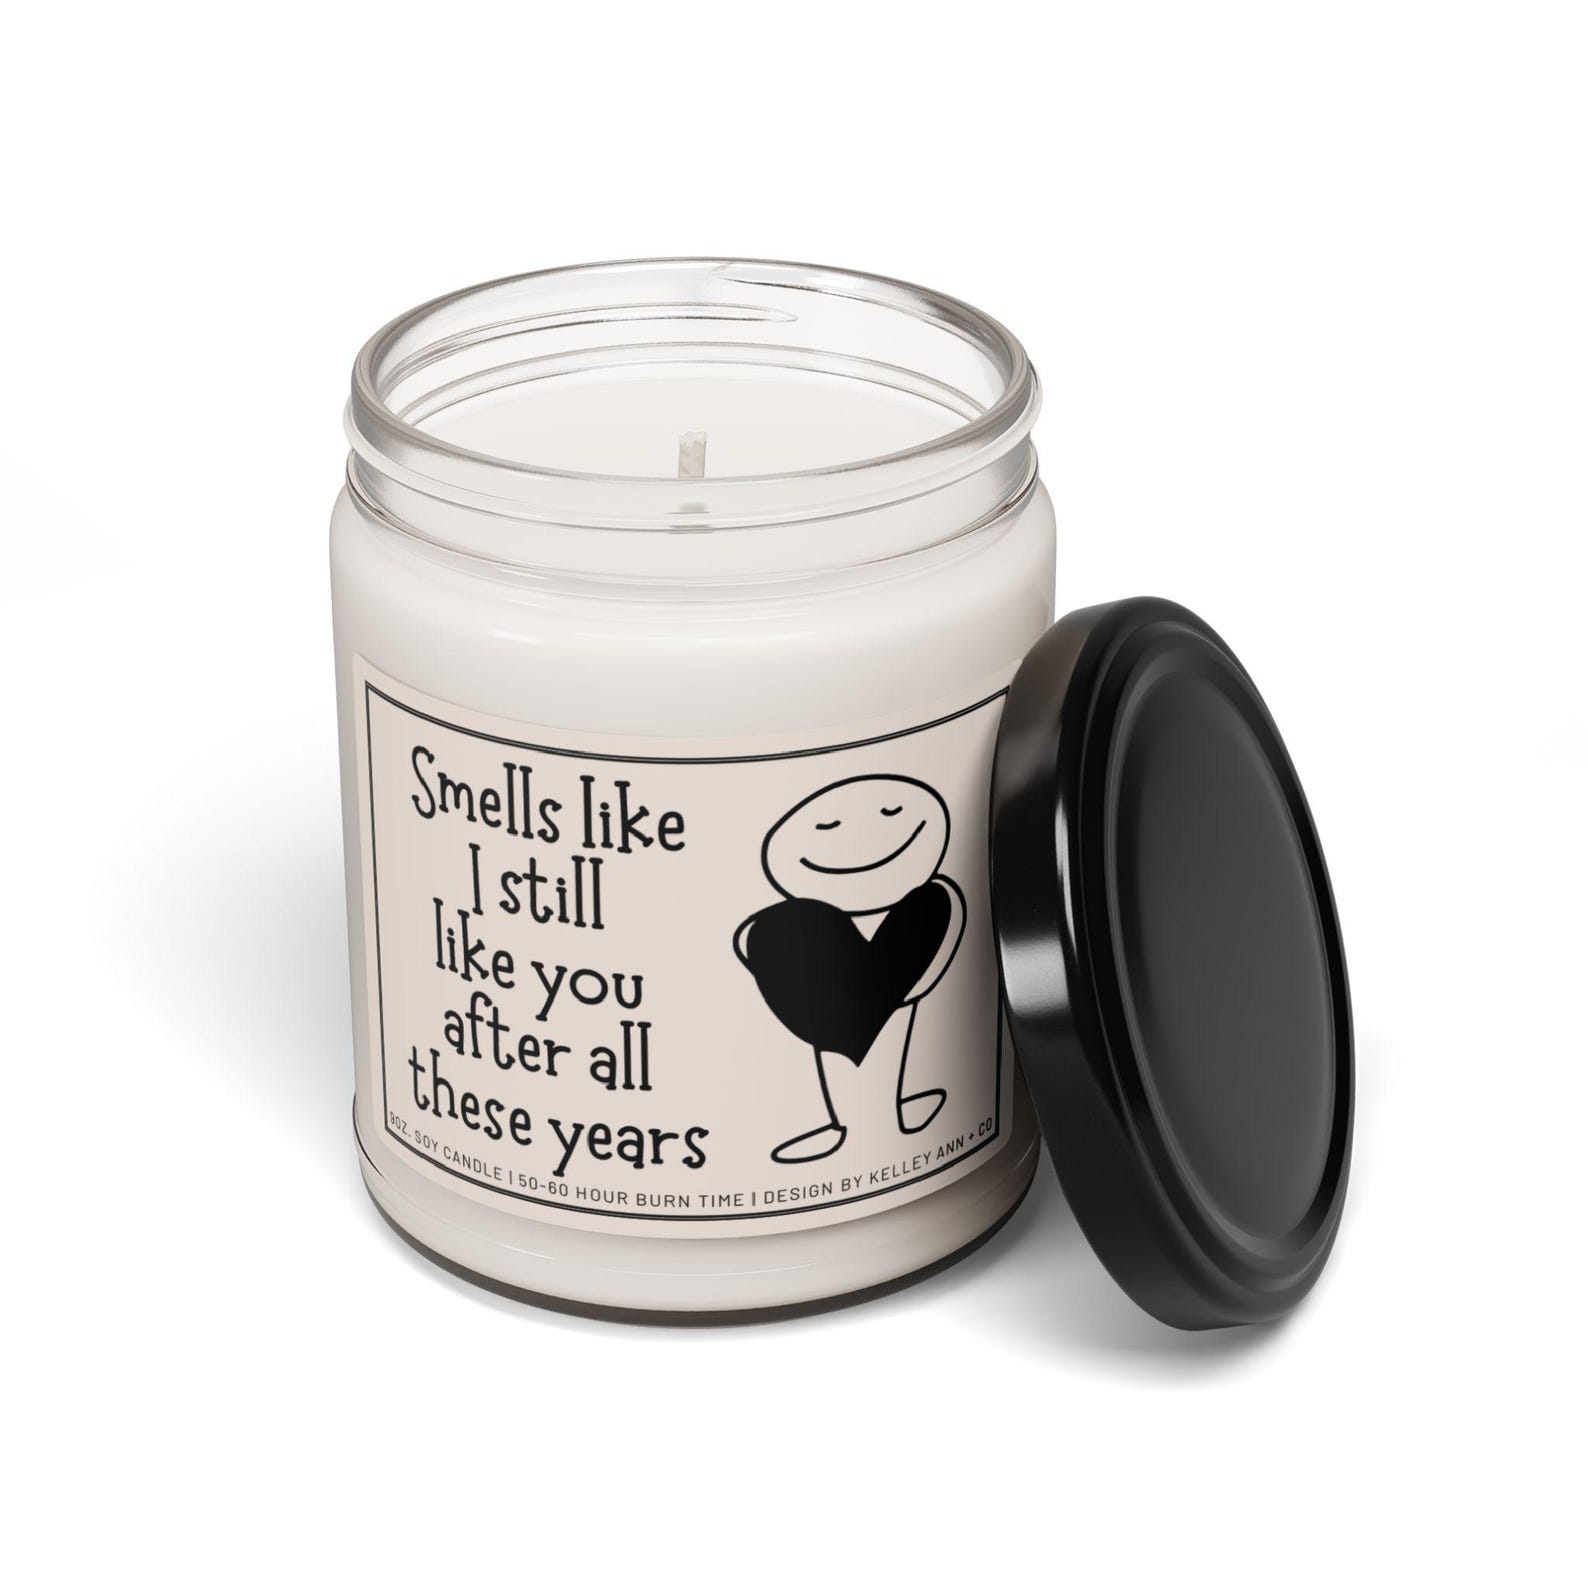 Smells like
I still
like you
after all
these years
9OZ. SOY CANDLE | 50-60 HOUR BURN TIME | DESIGN BY KELLEY ANN + CO